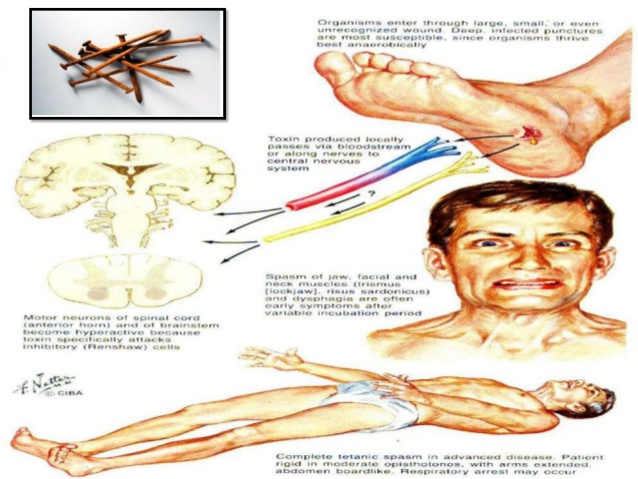 Organisms enter through large, small, or even
unrecognized wound. Deep, infected punctures
are most susceptible, since organisms thrive
best anaerobically
Toxin produced locally
passes via bloodstream
or along nerves to
central nervous
system
?
Spasm of jaw, facial and
neck muscles (trismus
[lockjaw], risus sardonicus)
and dysphagia are often
early symptoms after
variable incubation period
Motor neurons of spinal cord
(anterior horn) and of brainstem
become hyperactive because
toxin specifically attacks
inhibitory (Renshaw) cells
F. Netter
© CIBA
Complete tetanic spasm in advanced disease. Patient
rigid in moderate opisthotonos, with arms extended,
abdomen boardlike. Respiratory arrest may occur